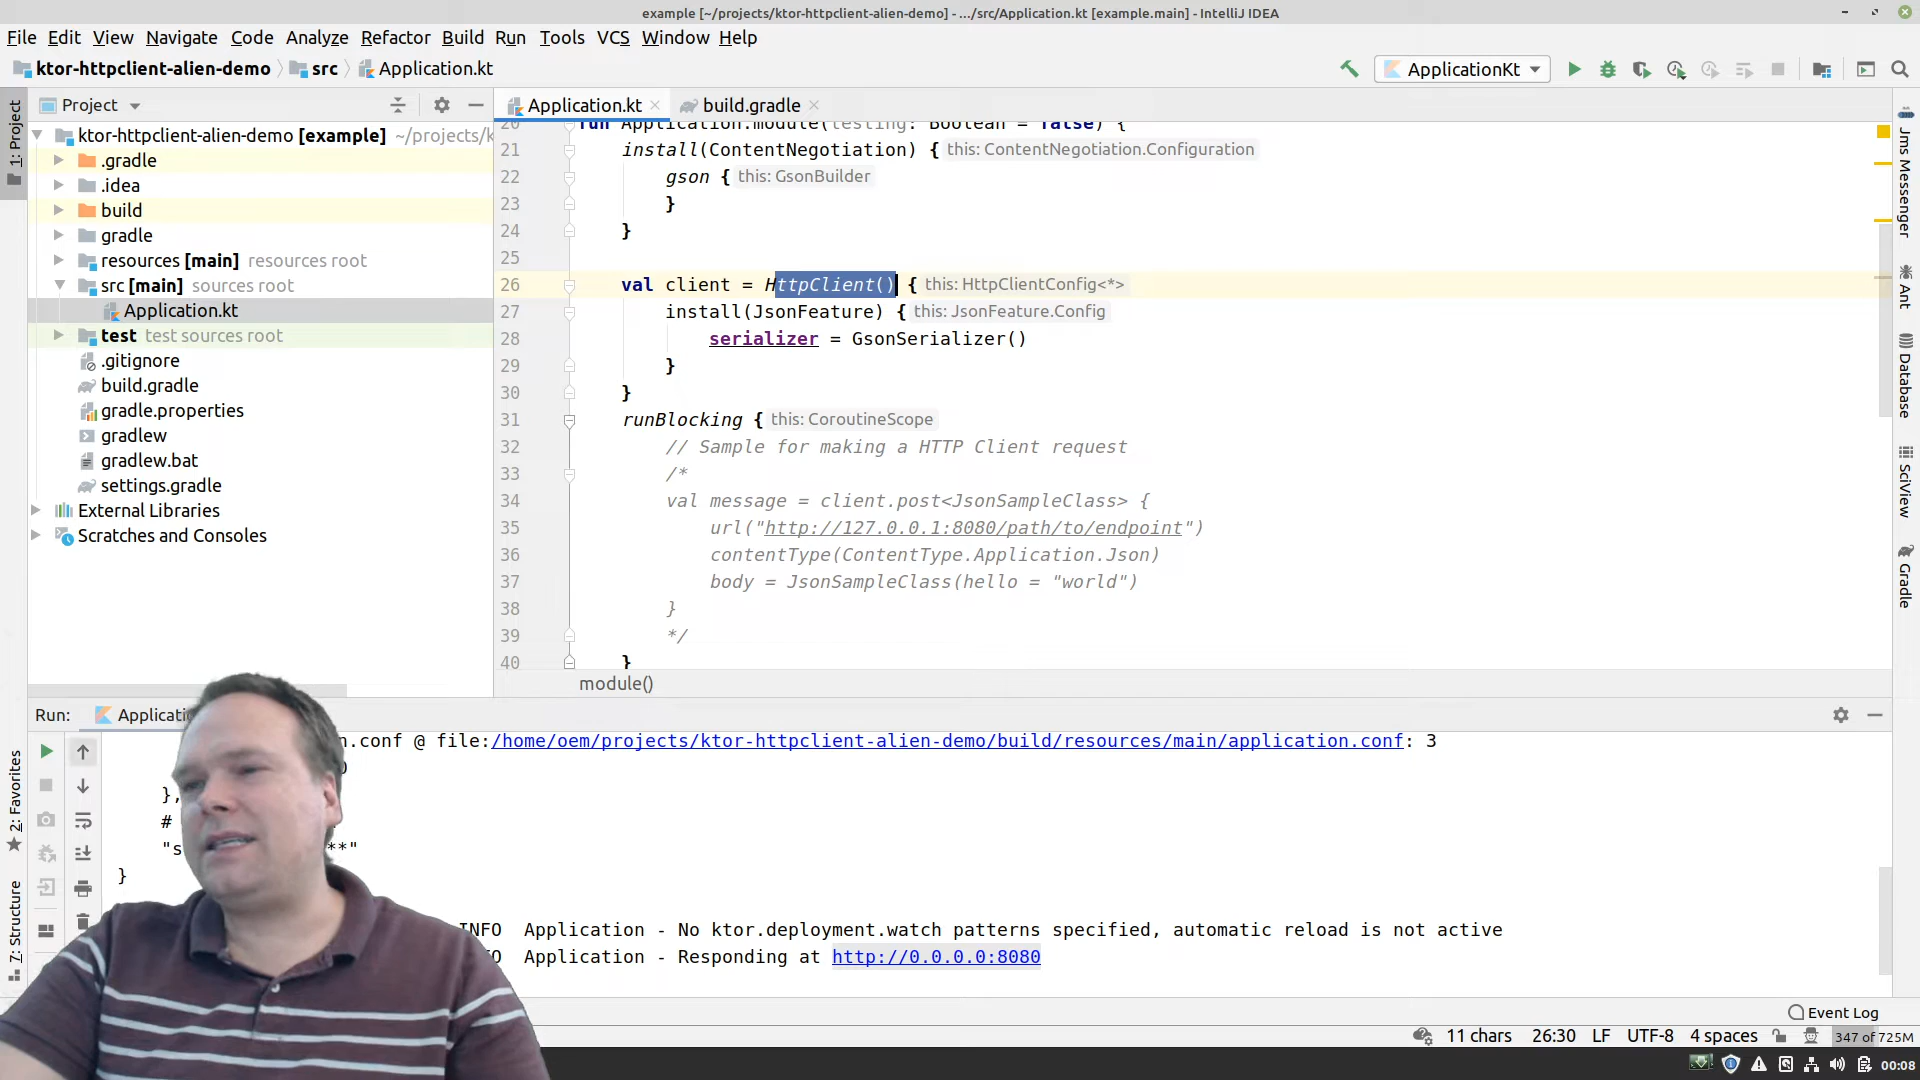 example [~/projects/ktor-httpclient-alien-demo] - .../src/Application.kt [example.main] - IntelliJ IDEA
File Edit View Navigate Code Analyze Refactor Build Run Tools VCS Window Help
ktor-httpclient-alien-demo src Application.kt
ApplicationKt
1: Project
Project
ktor-httpclient-alien-demo [example] ~/projects/k
.gradle
.idea
build
gradle
resources [main] resources root
src [main] sources root
Application.kt
test test sources root
.gitignore
build.gradle
gradle.properties
gradlew
gradlew.bat
settings.gradle
External Libraries
Scratches and Consoles
Application.kt build.gradle
20 fun Application.module(testing: Boolean = false) {
21 install(ContentNegotiation) { this: ContentNegotiation.Configuration
22 gson { this: GsonBuilder
23 }
24 }
25
26 val client = HttpClient() { this: HttpClientConfig<*>
27 install(JsonFeature) { this: JsonFeature.Config
28 serializer = GsonSerializer()
29 }
30 }
31 runBlocking { this: CoroutineScope
32 // Sample for making a HTTP Client request
33 /*
34 val message = client.post<JsonSampleClass> {
35 url("http://127.0.0.1:8080/path/to/endpoint")
36 contentType(ContentType.Application.Json)
37 body = JsonSampleClass(hello = "world")
38 }
39 */
40 }
module()
Jms Messenger
Ant
Database
SciView
Gradle
2: Favorites
7: Structure
Run: Applicati
n.conf @ file:/home/oem/projects/ktor-httpclient-alien-demo/build/resources/main/application.conf: 3
},
#
"s **"
}
INFO Application - No ktor.deployment.watch patterns specified, automatic reload is not active
O Application - Responding at http://0.0.0.0:8080
Event Log
11 chars 26:30 LF UTF-8 4 spaces 347 of 725M
00:08